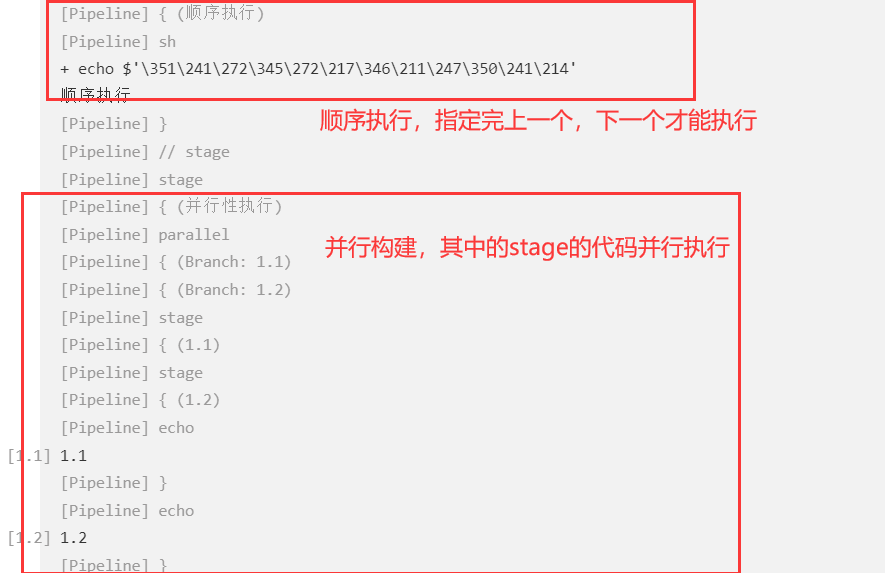 [Pipeline] { (顺序执行)
[Pipeline] sh
+ echo $'\351\241\272\345\272\217\346\211\247\350\241\214'
顺序执行
顺序执行，指定完上一个，下一个才能执行
[Pipeline] }
[Pipeline] // stage
[Pipeline] stage
[Pipeline] { (并行性执行)
[Pipeline] parallel
并行构建，其中的stage的代码并行执行
[Pipeline] { (Branch: 1.1)
[Pipeline] { (Branch: 1.2)
[Pipeline] stage
[Pipeline] { (1.1)
[Pipeline] stage
[Pipeline] { (1.2)
[Pipeline] echo
[1.1] 1.1
[Pipeline] }
[Pipeline] echo
[1.2] 1.2
[Pipeline] }